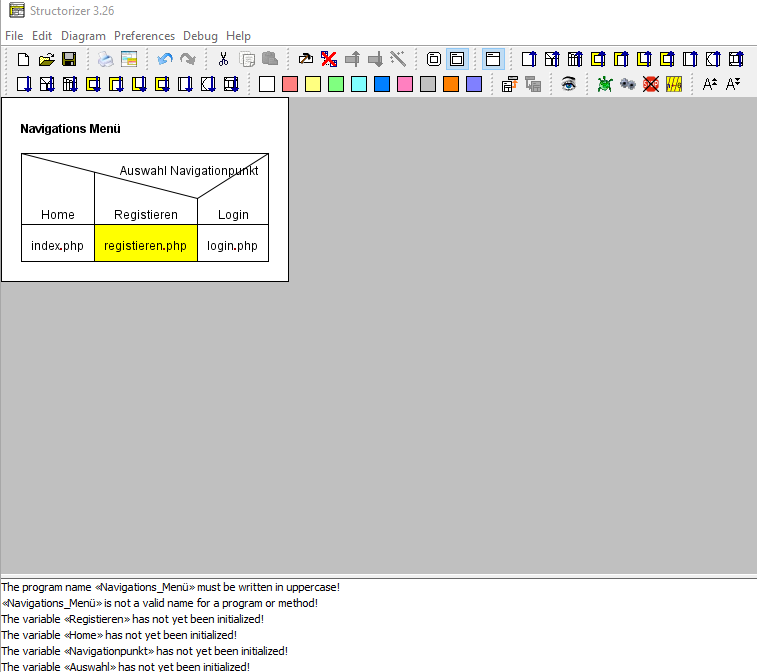 Structorizer 3.26
File Edit Diagram Preferences Debug Help
Navigations Menü
Auswahl Navigationpunkt
Home Registieren Login
index.php registieren.php login.php
The program name «Navigations_Menü» must be written in uppercase!
«Navigations_Menü» is not a valid name for a program or method!
The variable «Registieren» has not yet been initialized!
The variable «Home» has not yet been initialized!
The variable «Navigationpunkt» has not yet been initialized!
The variable «Auswahl» has not yet been initialized!